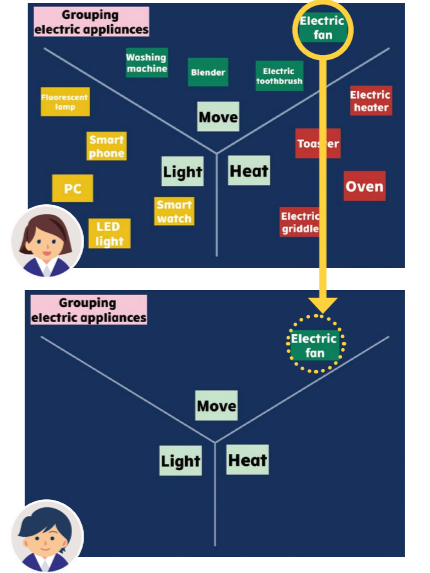 Grouping
electric appliances
Electric
fan
Washing
machine
Blender
Electric
toothbrush
Fluorescent
lamp
Electric
heater
Move
Smart
phone
Toaster
Light
Heat
PC
Oven
Smart
watch
LED
light
Electric
griddle
Grouping
electric appliances
Electric
fan
Move
Light
Heat